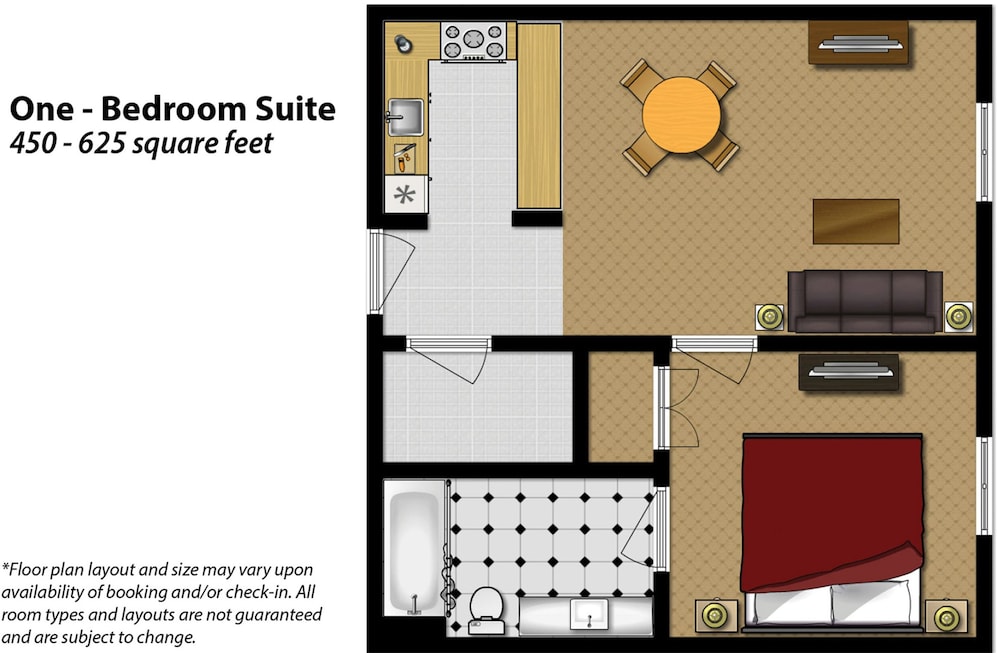 One - Bedroom Suite
450 - 625 square feet
*Floor plan layout and size may vary upon
availability of booking and/or check-in. All
room types and layouts are not guaranteed
and are subject to change.